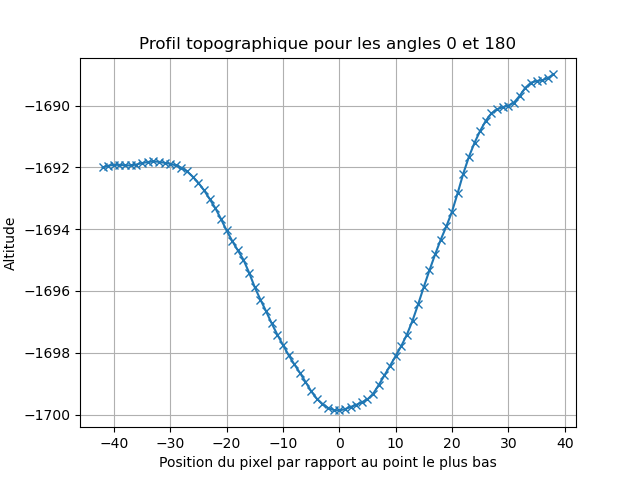 Profil topographique pour les angles 0 et 180
Altitude
−1690
−1692
−1694
−1696
−1698
−1700
−40 −30 −20 −10 0 10 20 30 40
Position du pixel par rapport au point le plus bas